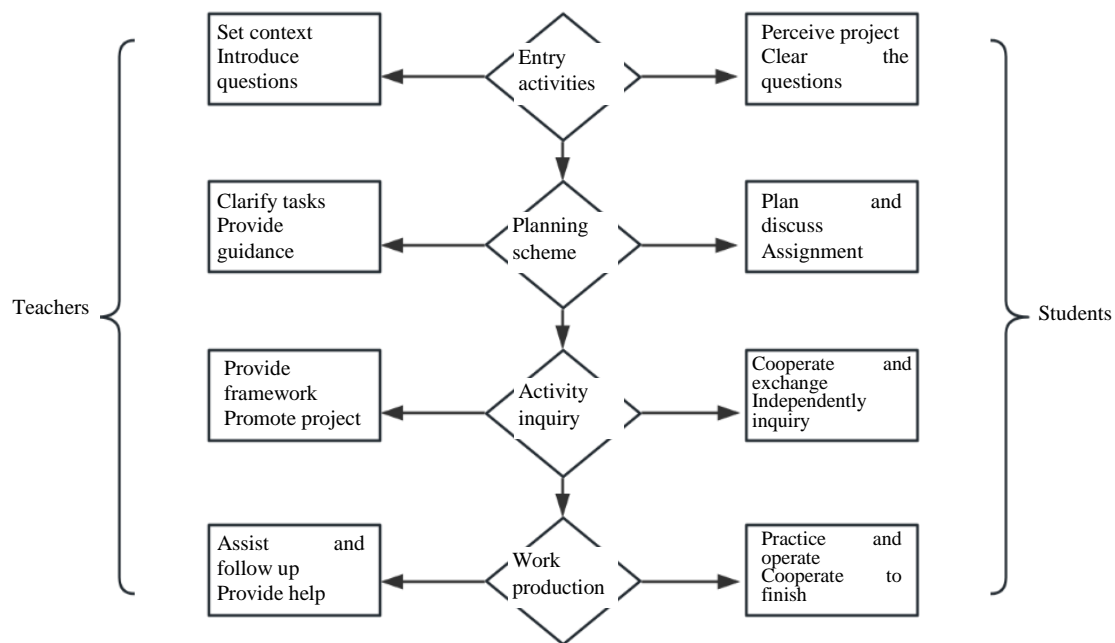 Set context
Introduce
questions
Entry
activities
Perceive project
Clear the
questions
Clarify tasks
Provide
guidance
Planning
scheme
Plan and
discuss
Assignment
Teachers
Students
Provide
framework
Promote project
Activity
inquiry
Cooperate and
exchange
Independently
inquiry
Assist and
follow up
Provide help
Work
production
Practice and
operate
Cooperate to
finish